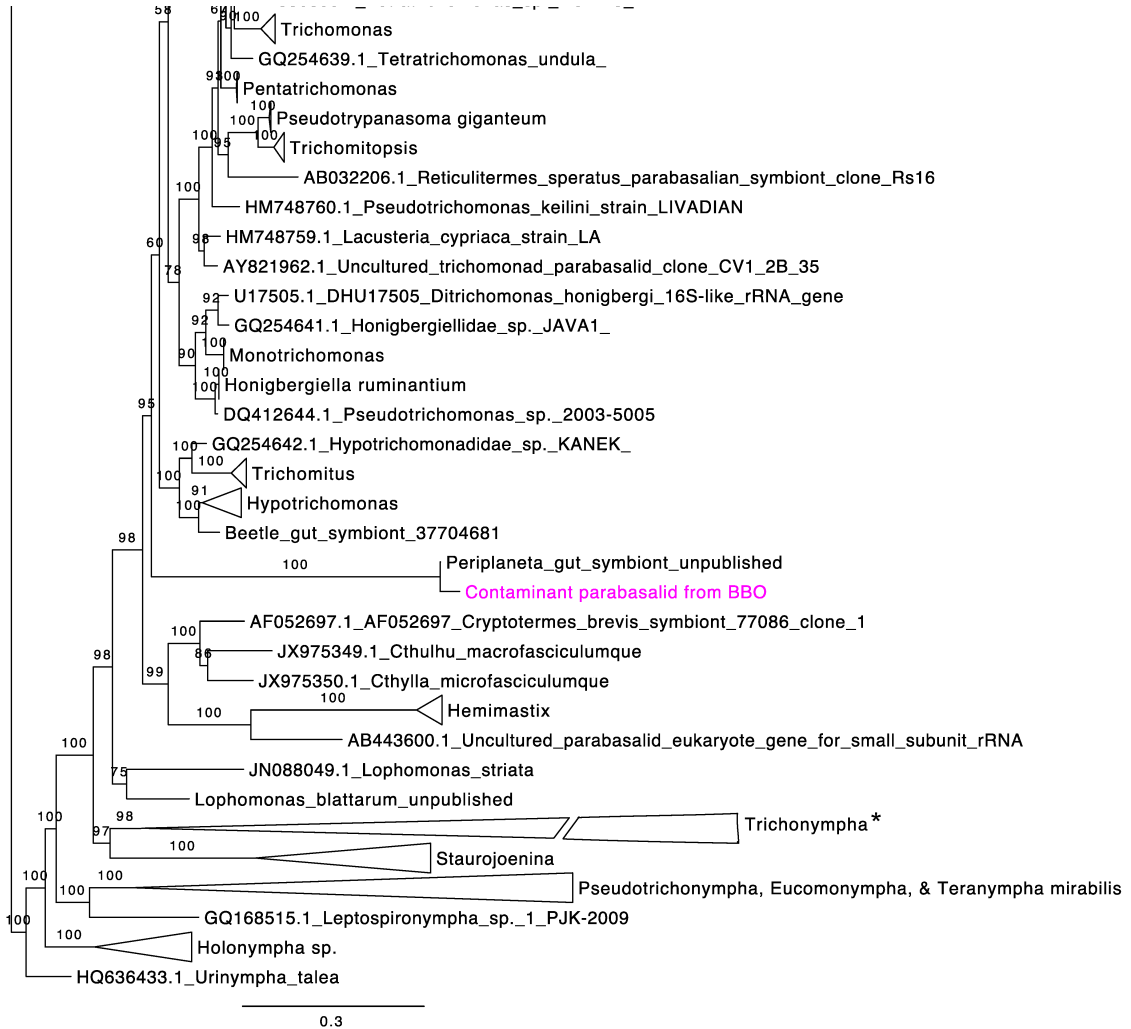 58
100
90
Trichomonas
GQ254639.1_Tetratrichomonas_undula_
93
100
Pentatrichomonas
100
100
Pseudotrypanasoma giganteum
100
95
100
Trichomitopsis
AB032206.1_Reticulitermes_speratus_parabasalian_symbiont_clone_Rs16
100
HM748760.1_Pseudotrichomonas_keilini_strain_LIVADIAN
98
HM748759.1_Lacusteria_cypriaca_strain_LA
60
78
AY821962.1_Uncultured_trichomonad_parabasalid_clone_CV1_2B_35
92
U17505.1_DHU17505_Ditrichomonas_honigbergi_16S-like_rRNA_gene
92
GQ254641.1_Honigbergiellidae_sp._JAVA1_
90
100
Monotrichomonas
100
100
Honigbergiella ruminantium
95
DQ412644.1_Pseudotrichomonas_sp._2003-5005
100
GQ254642.1_Hypotrichomonadidae_sp._KANEK_
100
100
Trichomitus
91
100
Hypotrichomonas
Beetle_gut_symbiont_37704681
98
100
Periplaneta_gut_symbiont_unpublished
Contaminant parabasalid from BBO
100
AF052697.1_AF052697_Cryptotermes_brevis_symbiont_77086_clone_1
98
86
JX975349.1_Cthulhu_macrofasciculumque
99
JX975350.1_Cthylla_microfasciculumque
100
100
Hemimastix
AB443600.1_Uncultured_parabasalid_eukaryote_gene_for_small_subunit_rRNA
100
75
JN088049.1_Lophomonas_striata
Lophomonas_blattarum_unpublished
100
97
98
Trichonympha*
100
Staurojoenina
100
100
100
Pseudotrichonympha, Eucomonympha, & Teranympha mirabilis
100
GQ168515.1_Leptospironympha_sp._1_PJK-2009
100
Holonympha sp.
HQ636433.1_Urinympha_talea
0.3